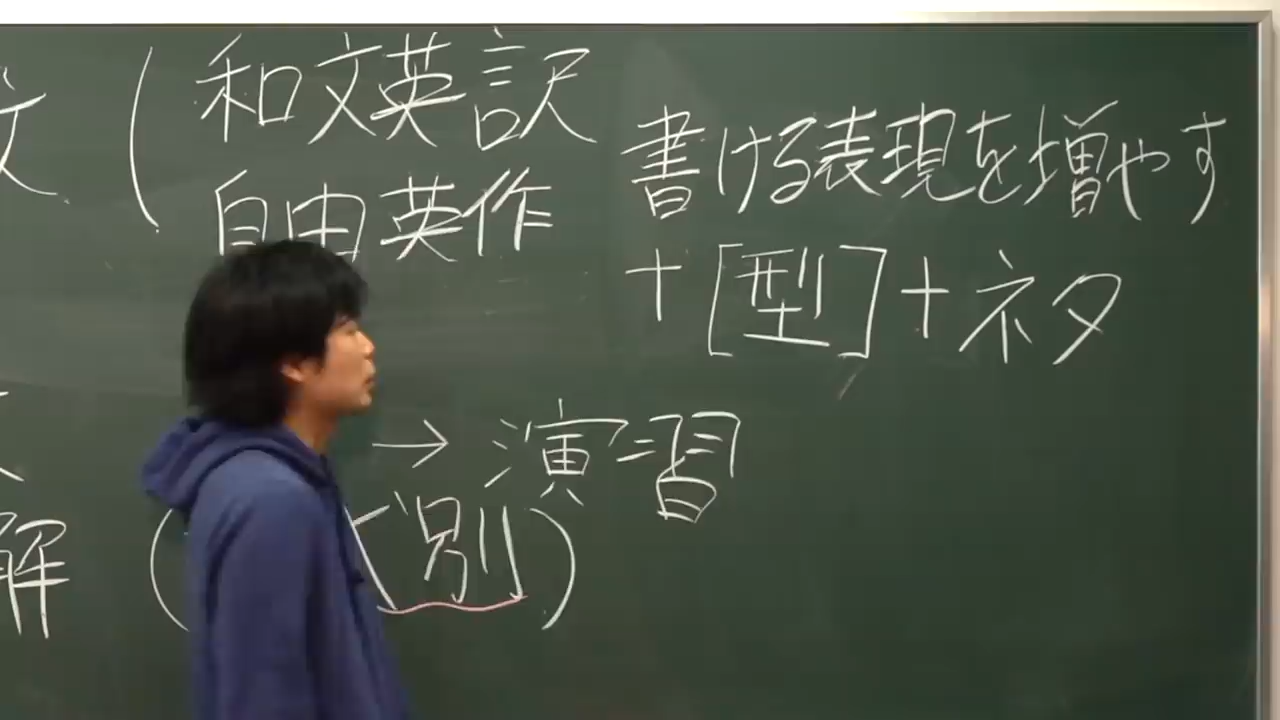 文 ( 和文英訳
自由英作
書ける表現を増やす
+ [型] + ネタ
→ 演習
解 ( 別)